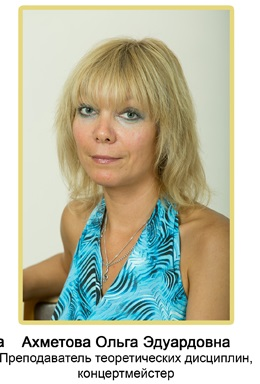 а Ахметова Ольга Эдуардовна
Преподаватель теоретических дисциплин,
концертмейстер